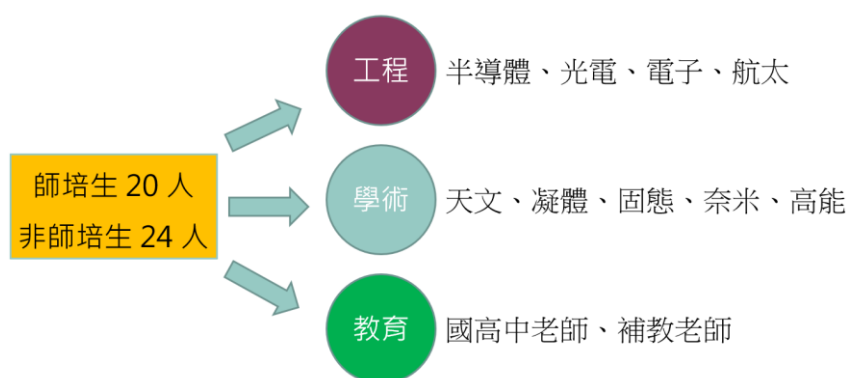 師培生 20 人
非師培生 24 人
工程
半導體、光電、電子、航太
學術
天文、凝體、固態、奈米、高能
教育
國高中老師、補教老師